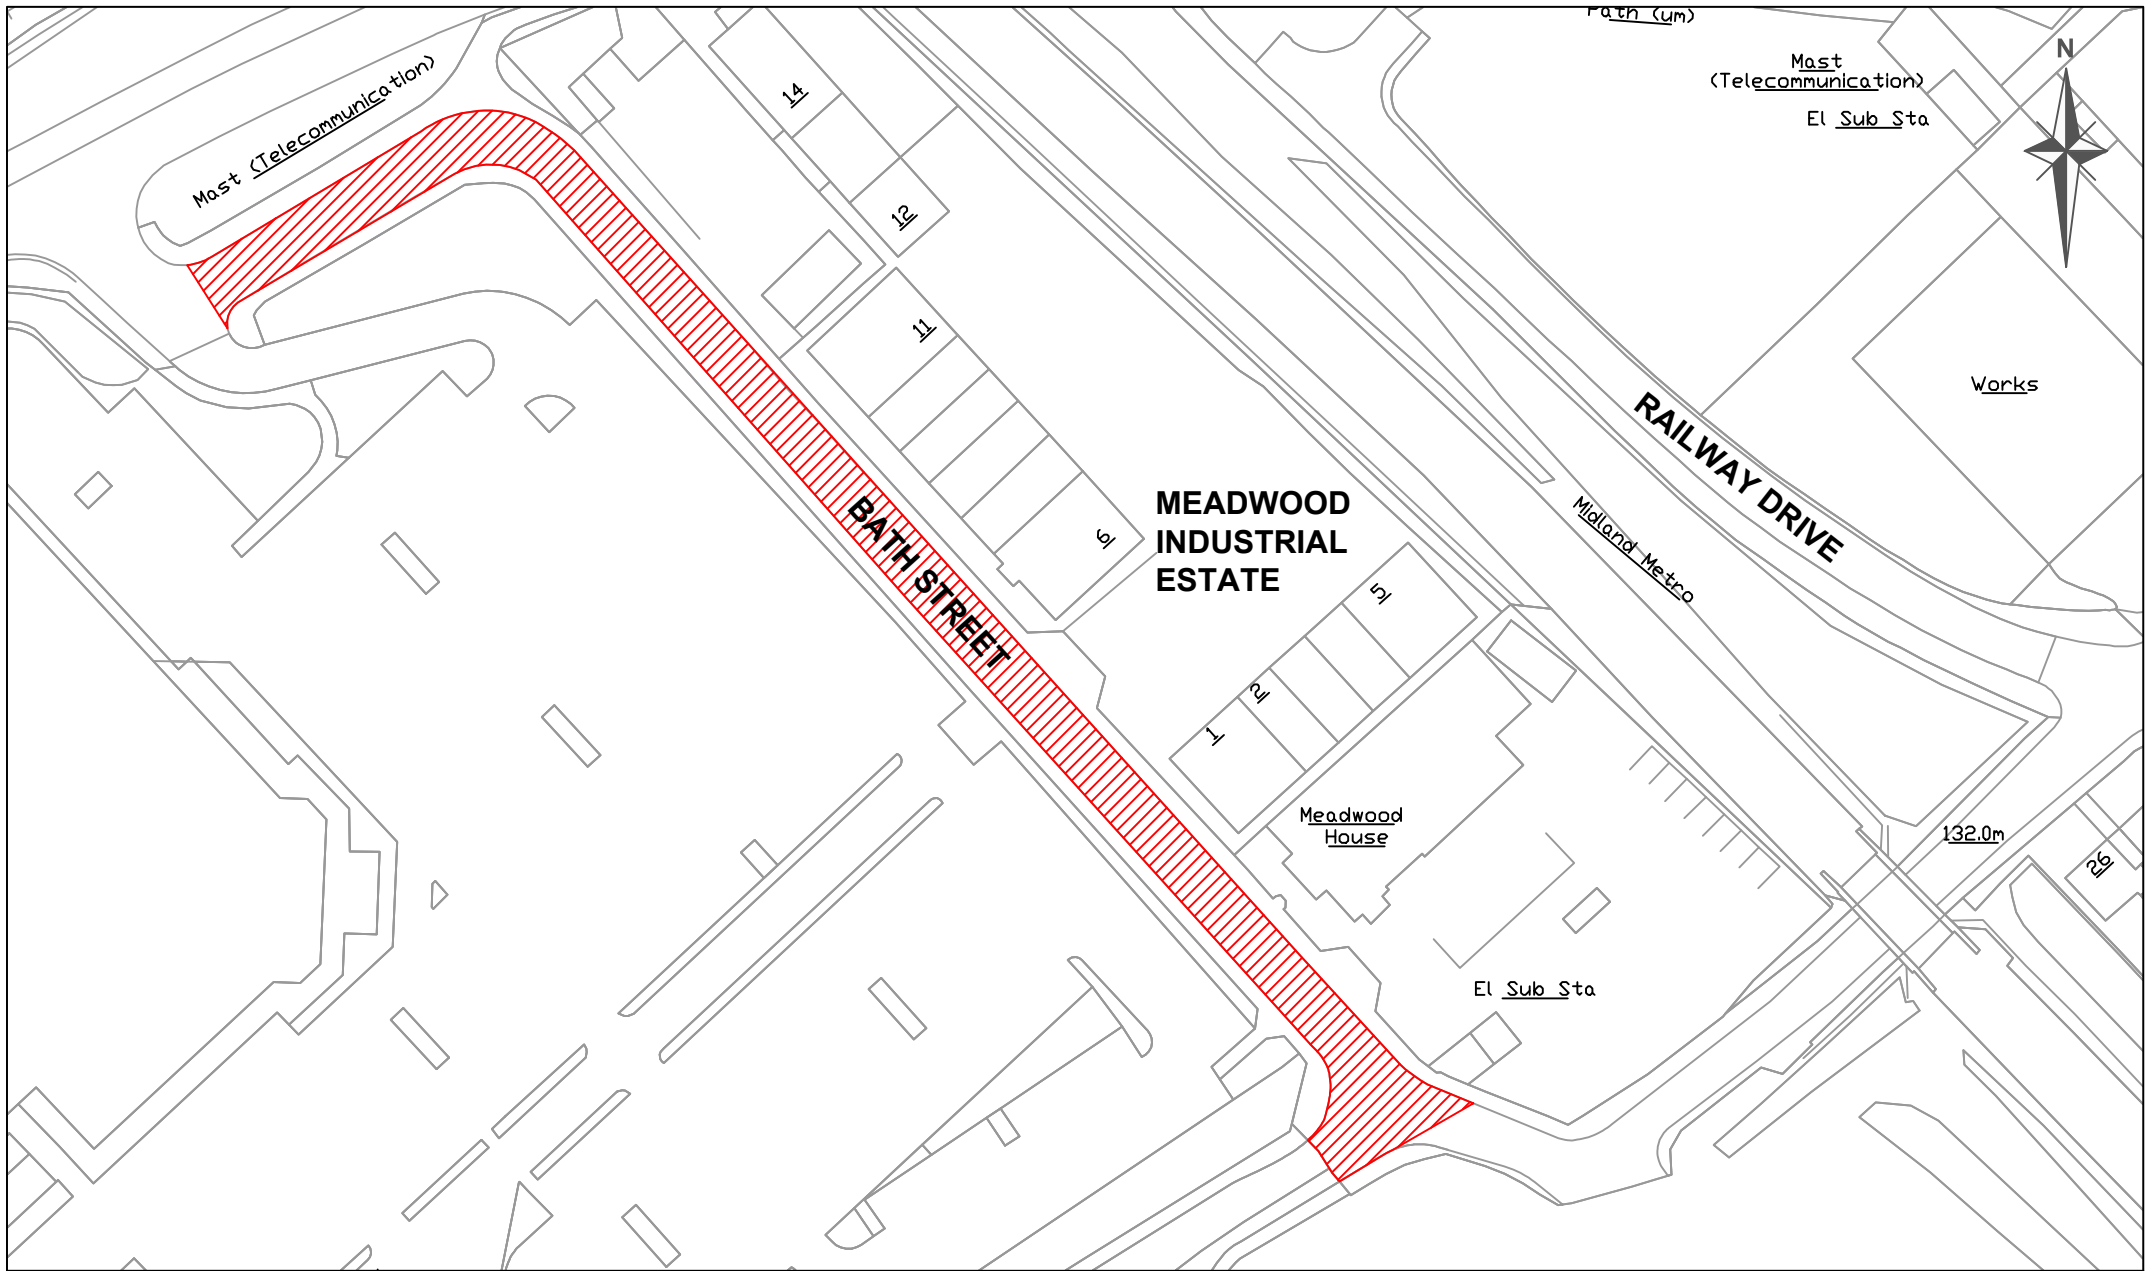 Path (um)
N
Mast
(Telecommunication)
El Sub Sta
Mast (Telecommunication)
14
12
11
Works
RAILWAY DRIVE
MEADWOOD
INDUSTRIAL
ESTATE
BATH STREET
Midland Metro
6
5
2
1
Meadwood
House
132.0m
26
El Sub Sta